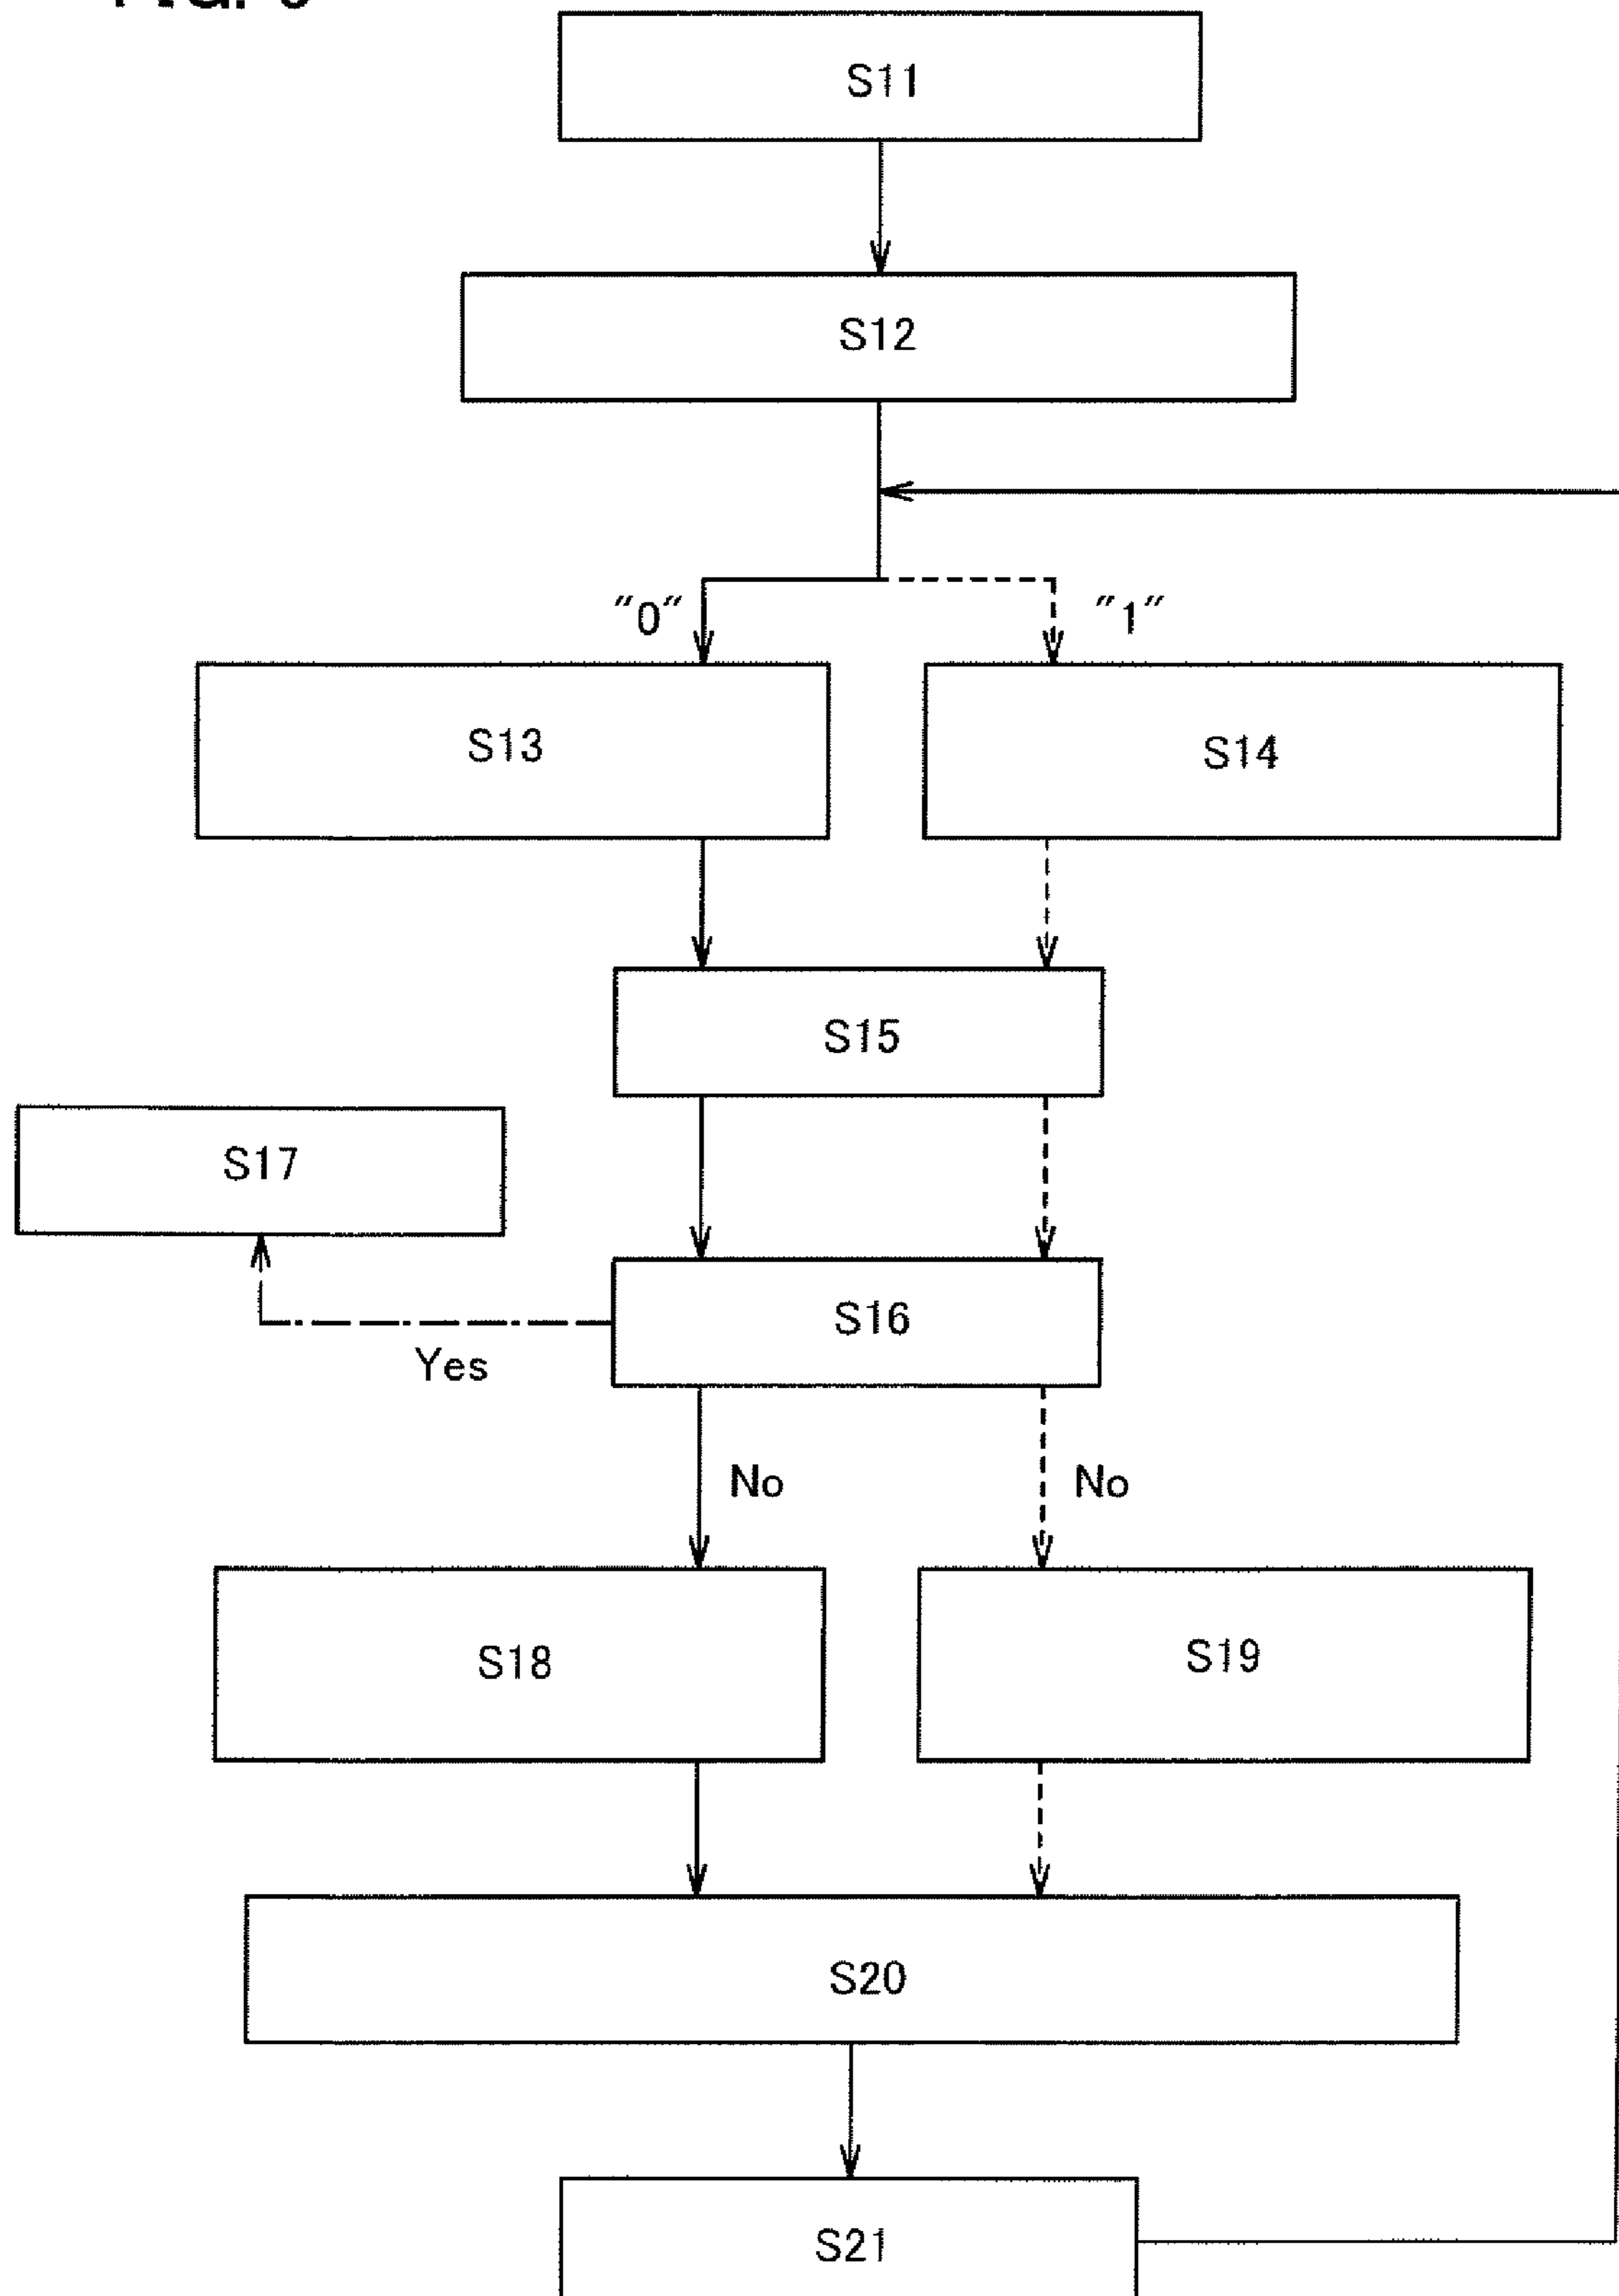 S11
S12
"0"
"1"
S13
S14
S15
S17
S16
Yes
No
No
S18
S19
S20
S21